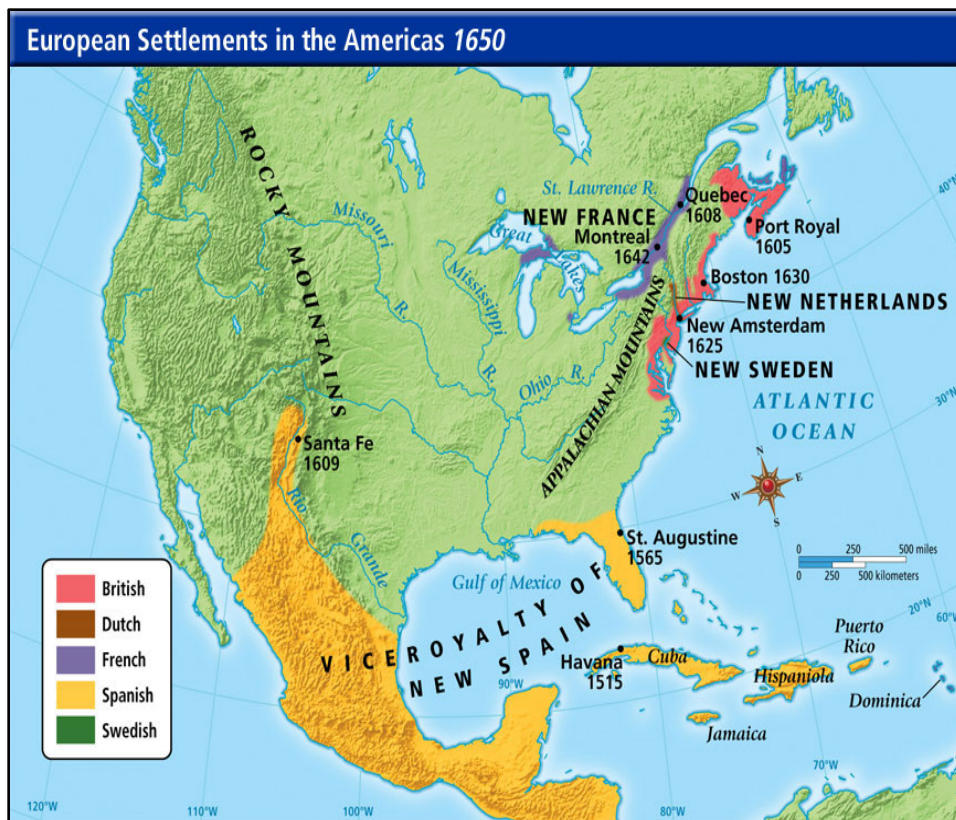 European Settlements in the Americas 1650
ROCKY MOUNTAINS
Missouri
R.
Mississippi
R.
St. Lawrence R.
NEW FRANCE
Montreal
1642
Quebec
1608
Port Royal
1605
Great
Lakes
Boston 1630
NEW NETHERLANDS
New Amsterdam
1625
NEW SWEDEN
Ohio R.
APPALACHIAN MOUNTAINS
ATLANTIC
OCEAN
40°N
30°N
20°N
60°W
Santa Fe
1609
Rio
Grande
St. Augustine
1565
Gulf of Mexico
N
E
S
W
0 250 500 miles
0 250 500 kilometers
VICEROYALTY OF
NEW SPAIN
Havana
1515
Cuba
Hispaniola
Puerto
Rico
Jamaica
Dominica
British
Dutch
French
Spanish
Swedish
120°W
110°W
100°W
90°W
80°W
70°W